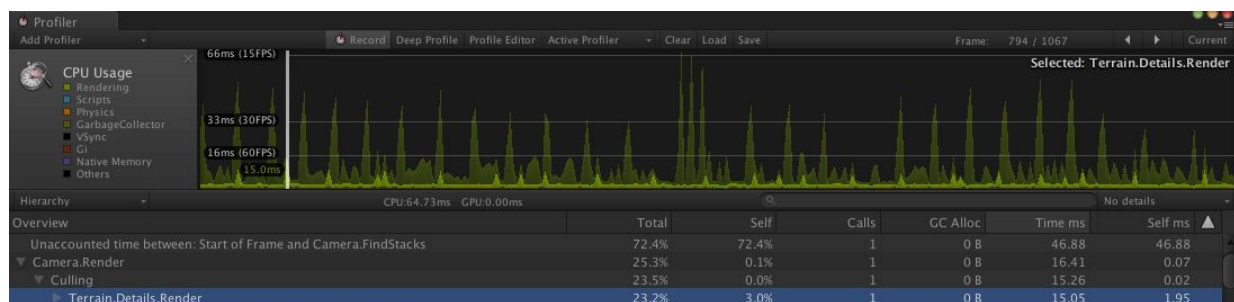 Profiler
Add Profiler Record Deep Profile Profile Editor Active Profiler Clear Load Save Frame: 794 / 1067 Current
CPU Usage
Rendering
Scripts
Physics
GarbageCollector
VSync
Gi
Native Memory
Others
66ms (15FPS)
Selected: Terrain.Details.Render
33ms (30FPS)
16ms (60FPS)
15.0ms
Hierarchy CPU:64.73ms GPU:0.00ms No details
Overview Total Self Calls GC Alloc Time ms Self ms
Unaccounted time between: Start of Frame and Camera.FindStacks 72.4% 72.4% 1 0 B 46.88 46.88
Camera.Render 25.3% 0.1% 1 0 B 16.41 0.07
Culling 23.5% 0.0% 1 0 B 15.26 0.02
Terrain.Details.Render 23.2% 3.0% 1 0 B 15.05 1.95